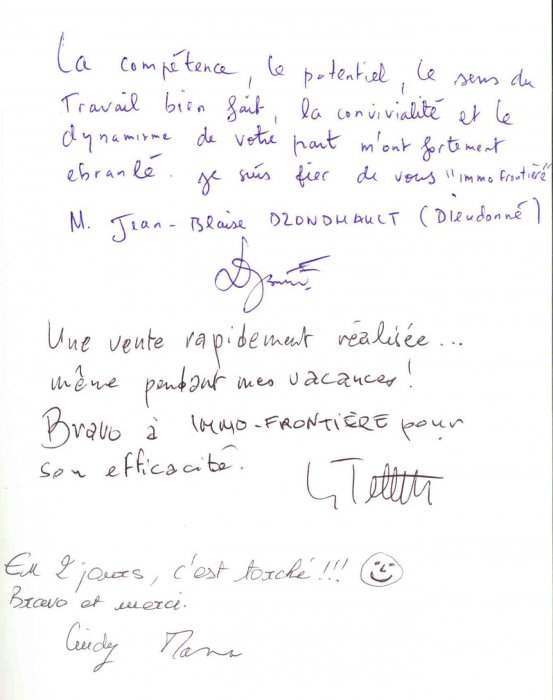 La compétence, le potentiel, le sens du
Travail bien fait, la convivialité et le
dynamisme de votre part m'ont fortement
ebranlé. Je suis fier de vous "immo Frontière"
M. Jean-Blaise DZONDHAULT (Dieudonné)
Une vente rapidement réalisée...
même pendant mes vacances!
Bravo à IMMO-FRONTIÈRE pour
son efficacité.
En 2 jours, c'est torché!!!
Bravo et merci.
Cindy